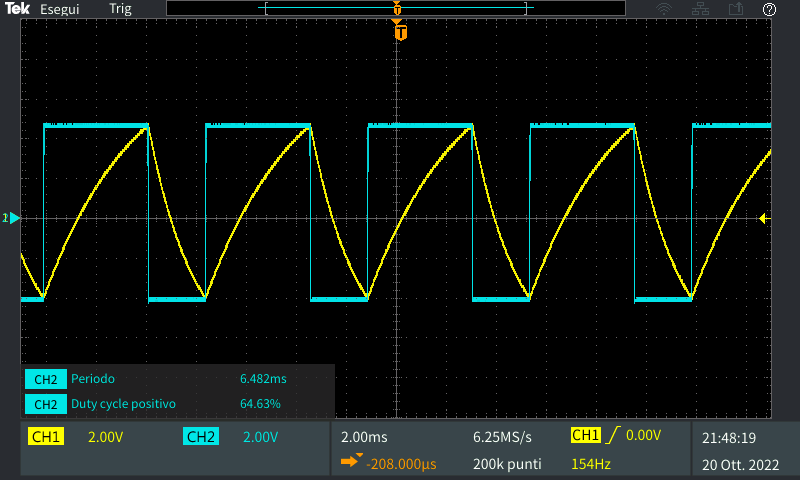 Tek Esegui Trig
T
T
CH2 Periodo 6.482ms
CH2 Duty cycle positivo 64.63%
CH1 2.00V CH2 2.00V 2.00ms 6.25MS/s CH1 0.00V 21:48:19
-208.000µs 200k punti 154Hz 20 Ott. 2022